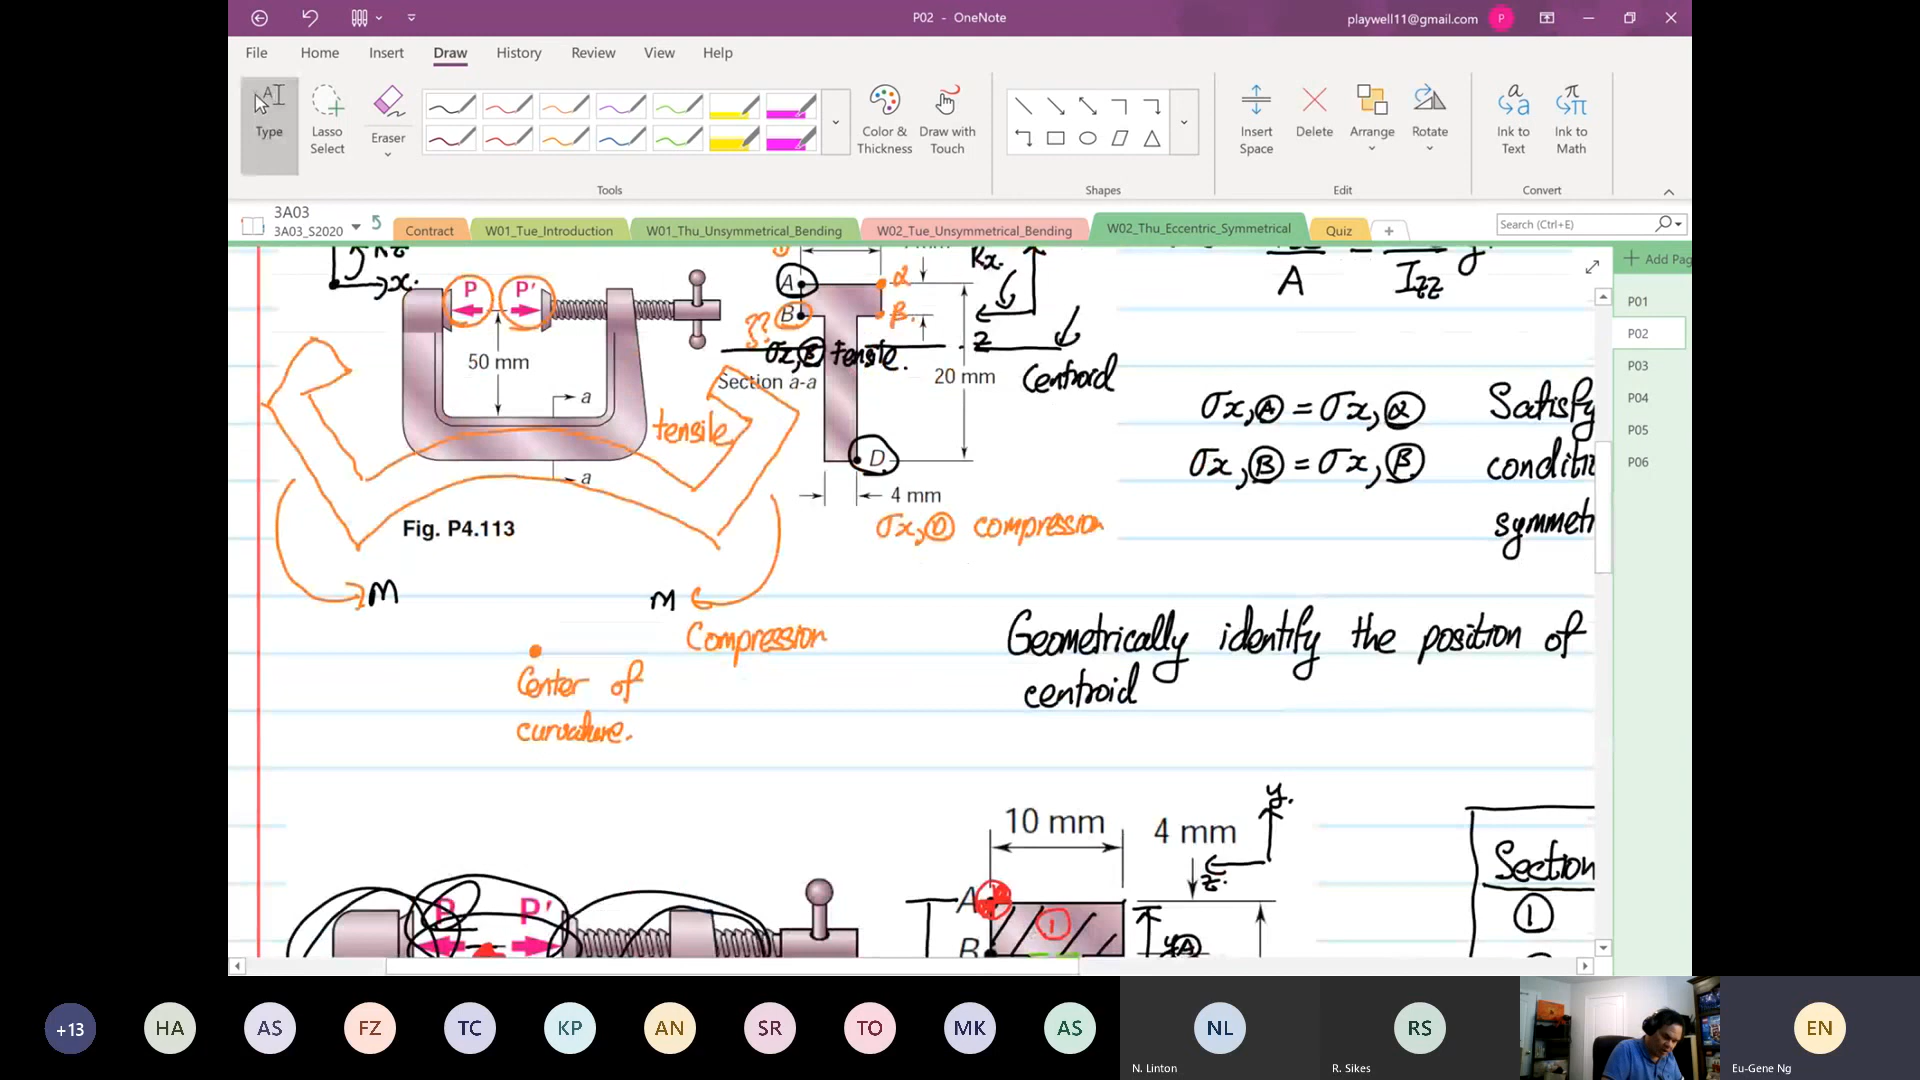 P02 - OneNote
playwell11@gmail.com
P
File
Home
Insert
Draw
History
Review
View
Help
Type
Lasso Select
Eraser
Color & Thickness
Draw with Touch
Insert Space
Delete
Arrange
Rotate
Ink to Text
Ink to Math
Tools
Shapes
Edit
Convert
3A03
3A03_S2020
Contract
W01_Tue_Introduction
W01_Thu_Unsymmetrical_Bending
W02_Tue_Unsymmetrical_Bending
W02_Thu_Eccentric_Symmetrical
Quiz
Search (Ctrl+E)
Add Pag
P01
P02
P03
P04
P05
P06
x
P
P'
50 mm
a
a
Fig. P4.113
A
B
α
β
??
σx,B tensile.
Section a-a
20 mm
D
4 mm
σx,D compression
Rx.
z
Centroid
A
Izz
y
σx,A = σx,α
Satisfy
σx,B = σx,β
conditi
symmetr
tensile
M
M
Compression
Center of
curvature.
Geometrically identify the position of
centroid
10 mm
4 mm
y.
z.
A
B
1
yA
P
P'
Section
1
+13
HA
AS
FZ
TC
KP
AN
SR
TO
MK
AS
NL
N. Linton
RS
R. Sikes
EN
Eu-Gene Ng